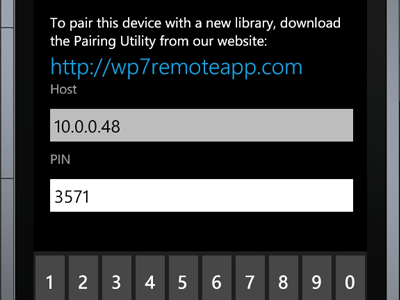 To pair this device with a new library, download
the Pairing Utility from our website:
http://wp7remoteapp.com
Host
10.0.0.48
PIN
3571
1 2 3 4 5 6 7 8 9 0